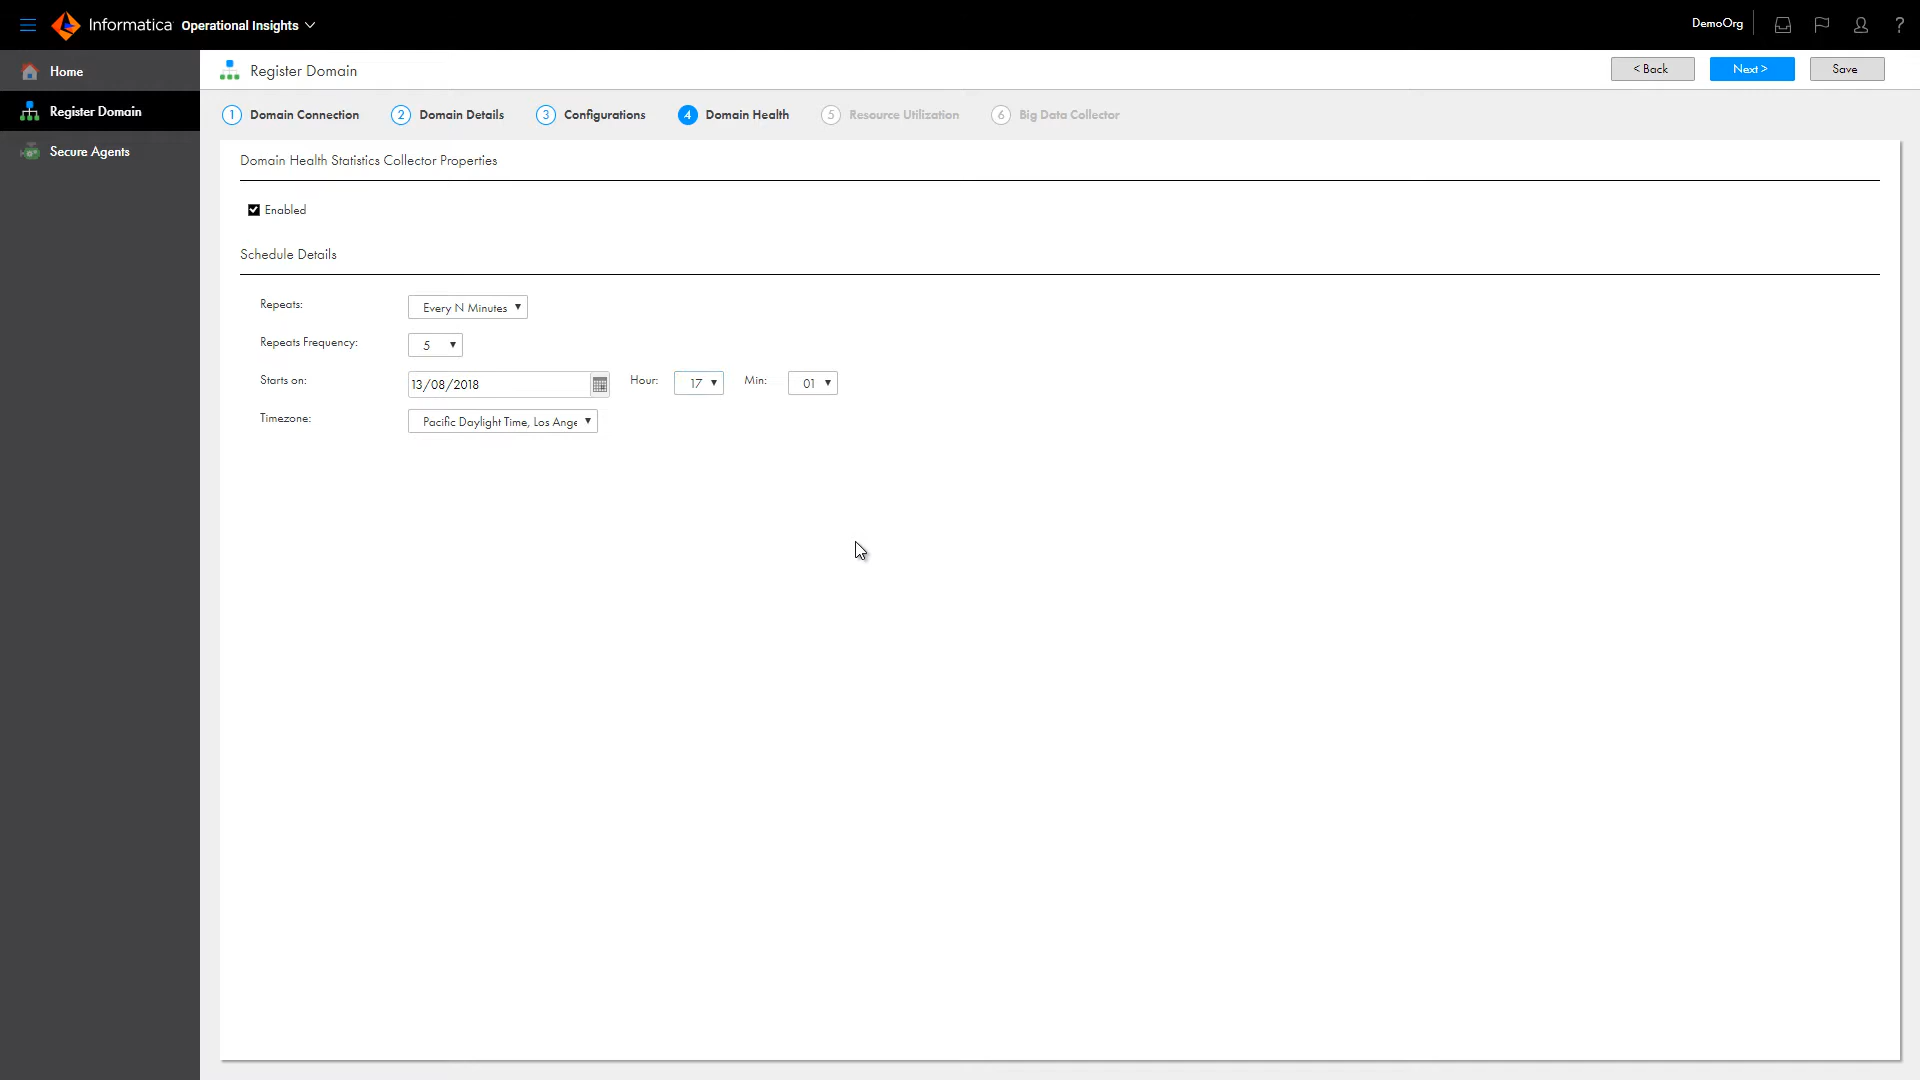 Informatica Operational Insights
DemoOrg
?
Home
Register Domain
Secure Agents
Register Domain
< Back
Next >
Save
1 Domain Connection 2 Domain Details 3 Configurations 4 Domain Health 5 Resource Utilization 6 Big Data Collector
Domain Health Statistics Collector Properties
Enabled
Schedule Details
Repeats: Every N Minutes
Repeats Frequency: 5
Starts on: 13/08/2018 Hour: 17 Min: 01
Timezone: Pacific Daylight Time, Los Ange